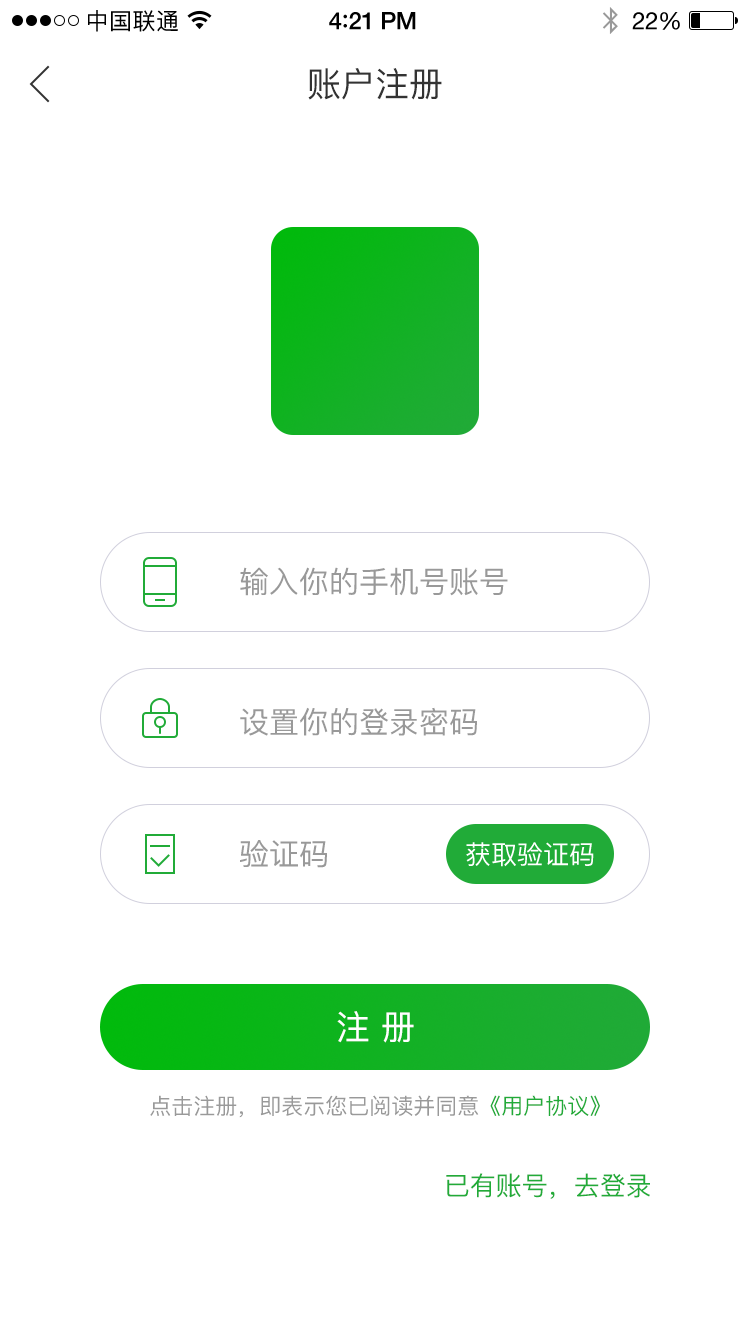 中国联通 4:21 PM 22%
账户注册
输入你的手机号账号
设置你的登录密码
验证码 获取验证码
注 册
点击注册，即表示您已阅读并同意《用户协议》
已有账号，去登录